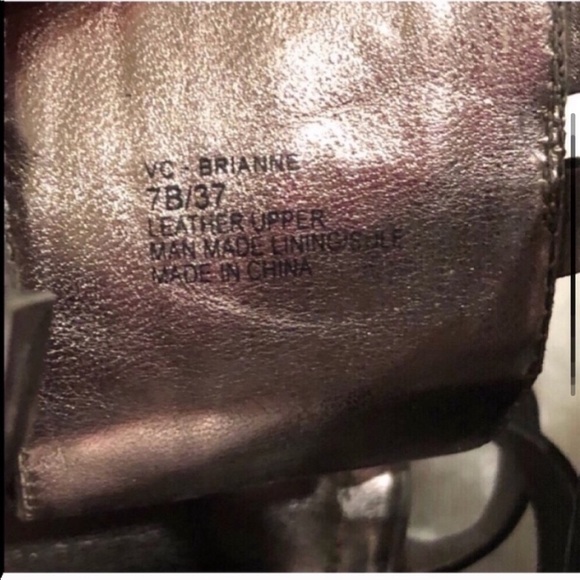 VC - BRIANNE
7B/37
LEATHER UPPER
MAN MADE LINING/SOLE
MADE IN CHINA